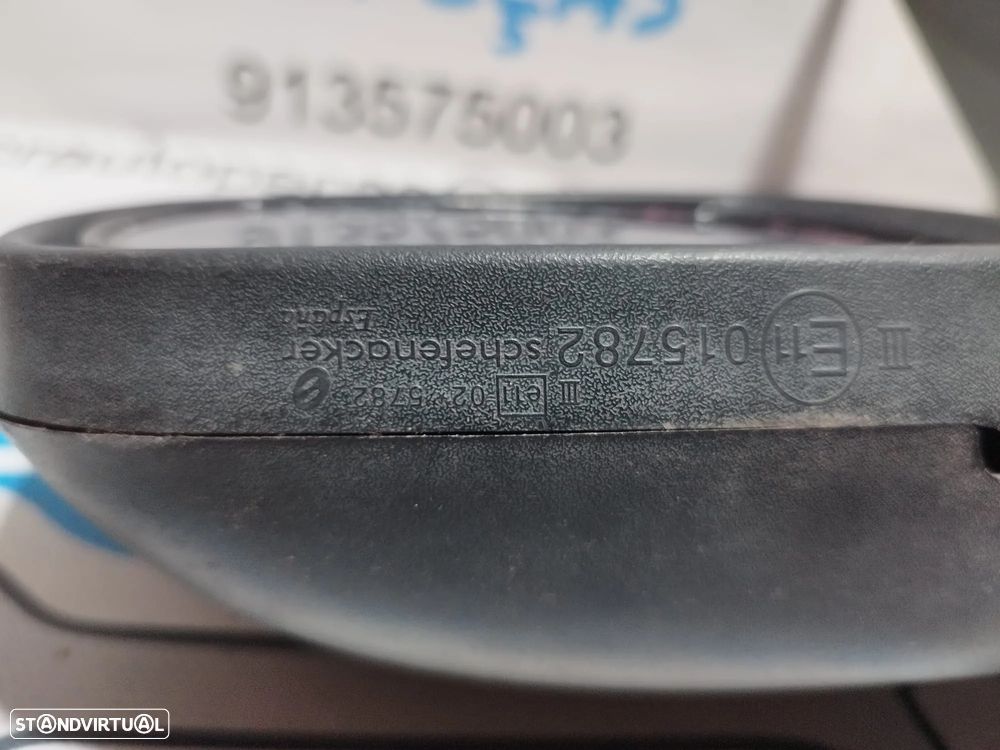 913575003
III E11 015782 schefenacker
España
III e11 02*5782
STANDVIRTUAL